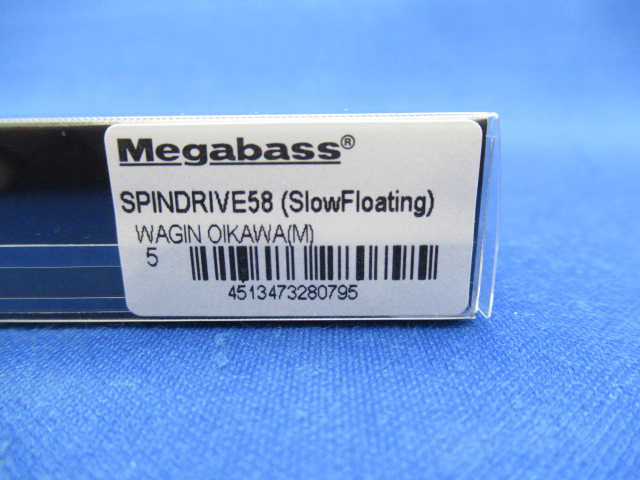 Megabass®
SPINDRIVE58 (SlowFloating)
WAGIN OIKAWA(M)
5
4513473280795